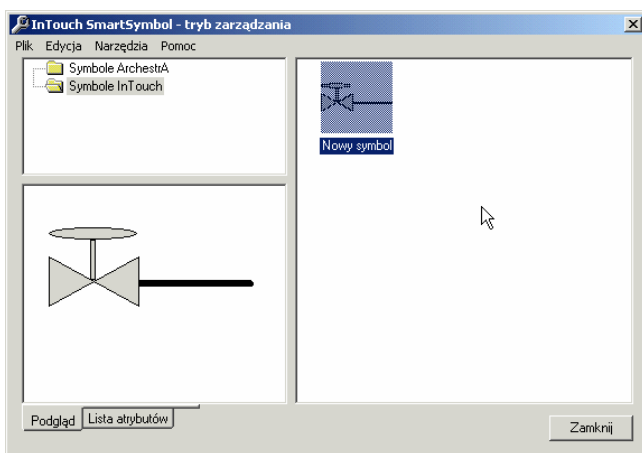 InTouch SmartSymbol - tryb zarządzania
Plik Edycja Narzędzia Pomoc
Symbole ArchestrA
Symbole InTouch
Nowy symbol
Podgląd Lista atrybutów
Zamknij